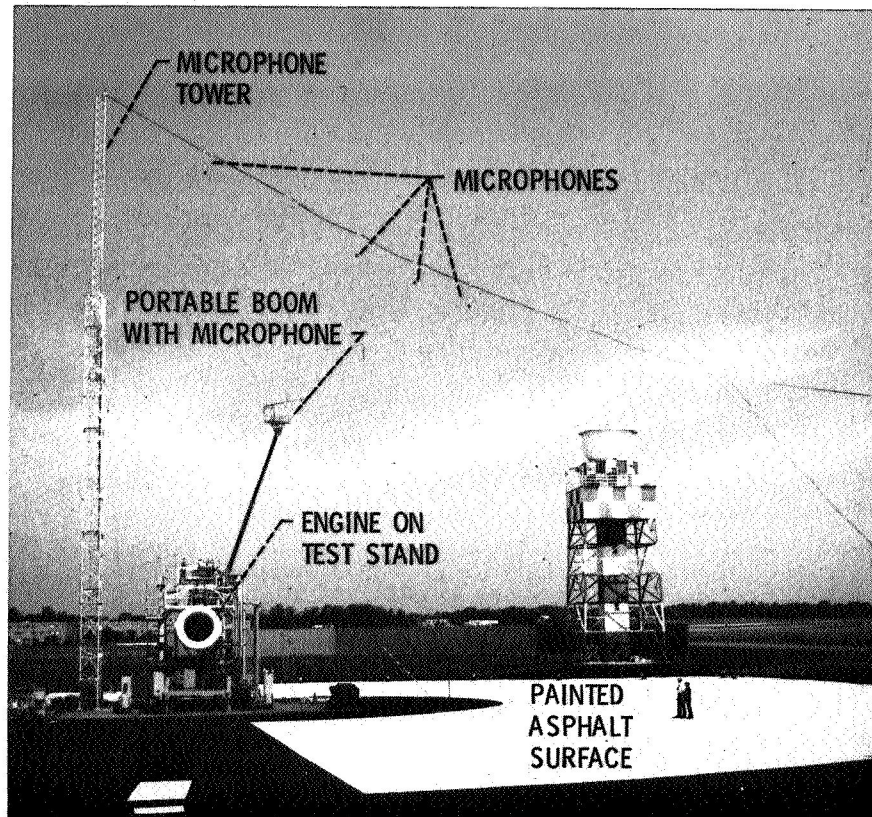 MICROPHONE
TOWER
MICROPHONES
PORTABLE BOOM
WITH MICROPHONE
ENGINE ON
TEST STAND
PAINTED
ASPHALT
SURFACE